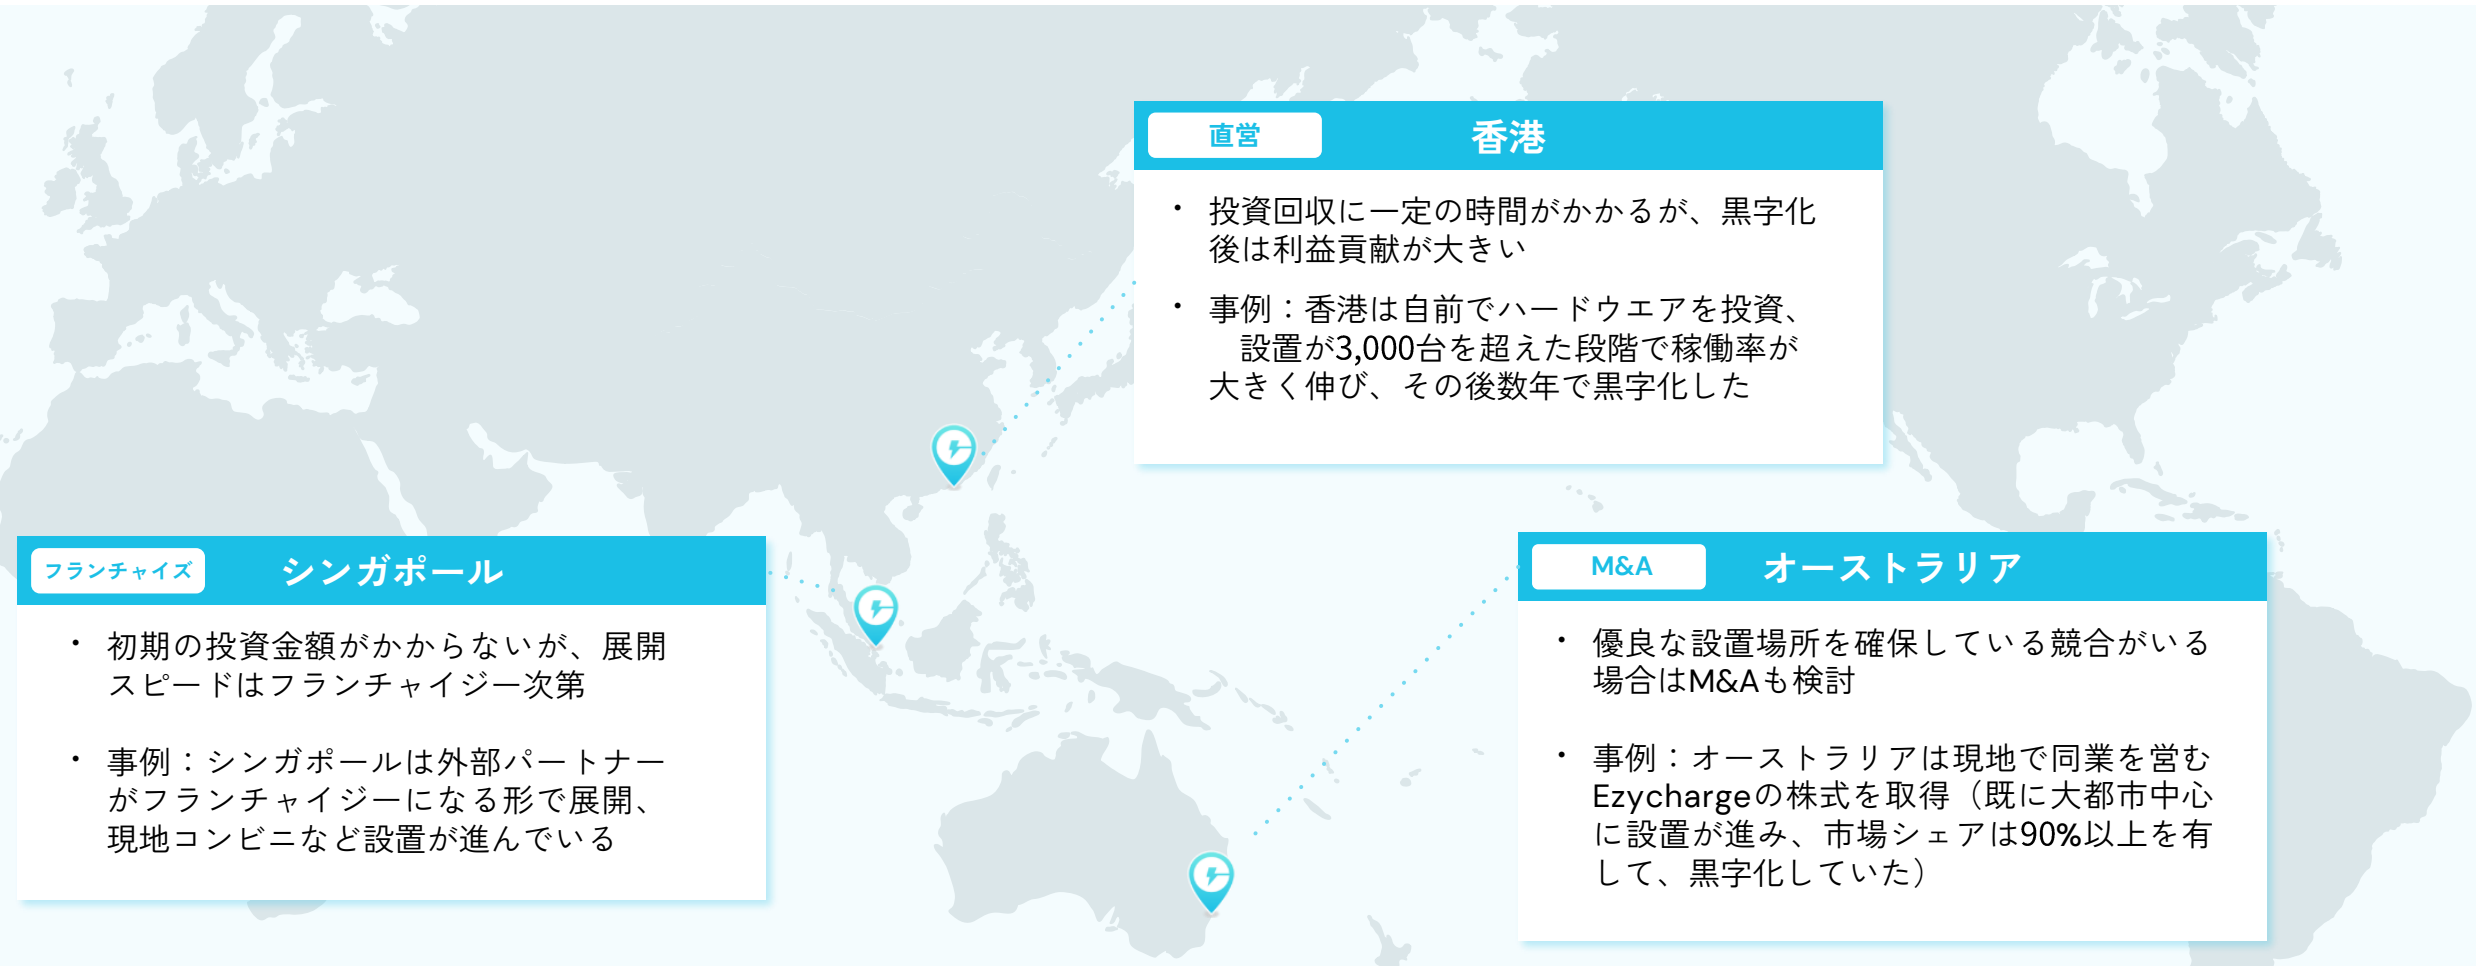 直営 香港
・ 投資回収に一定の時間がかかるが、黒字化
後は利益貢献が大きい
・ 事例：香港は自前でハードウエアを投資、
設置が3,000台を超えた段階で稼働率が
大きく伸び、その後数年で黒字化した
フランチャイズ シンガポール
・ 初期の投資金額がかからないが、展開
スピードはフランチャイジー次第
・ 事例：シンガポールは外部パートナー
がフランチャイジーになる形で展開、
現地コンビニなど設置が進んでいる
M&A オーストラリア
・ 優良な設置場所を確保している競合がいる
場合はM&Aも検討
・ 事例：オーストラリアは現地で同業を営む
Ezychargeの株式を取得（既に大都市中心
に設置が進み、市場シェアは90%以上を有
して、黒字化していた）